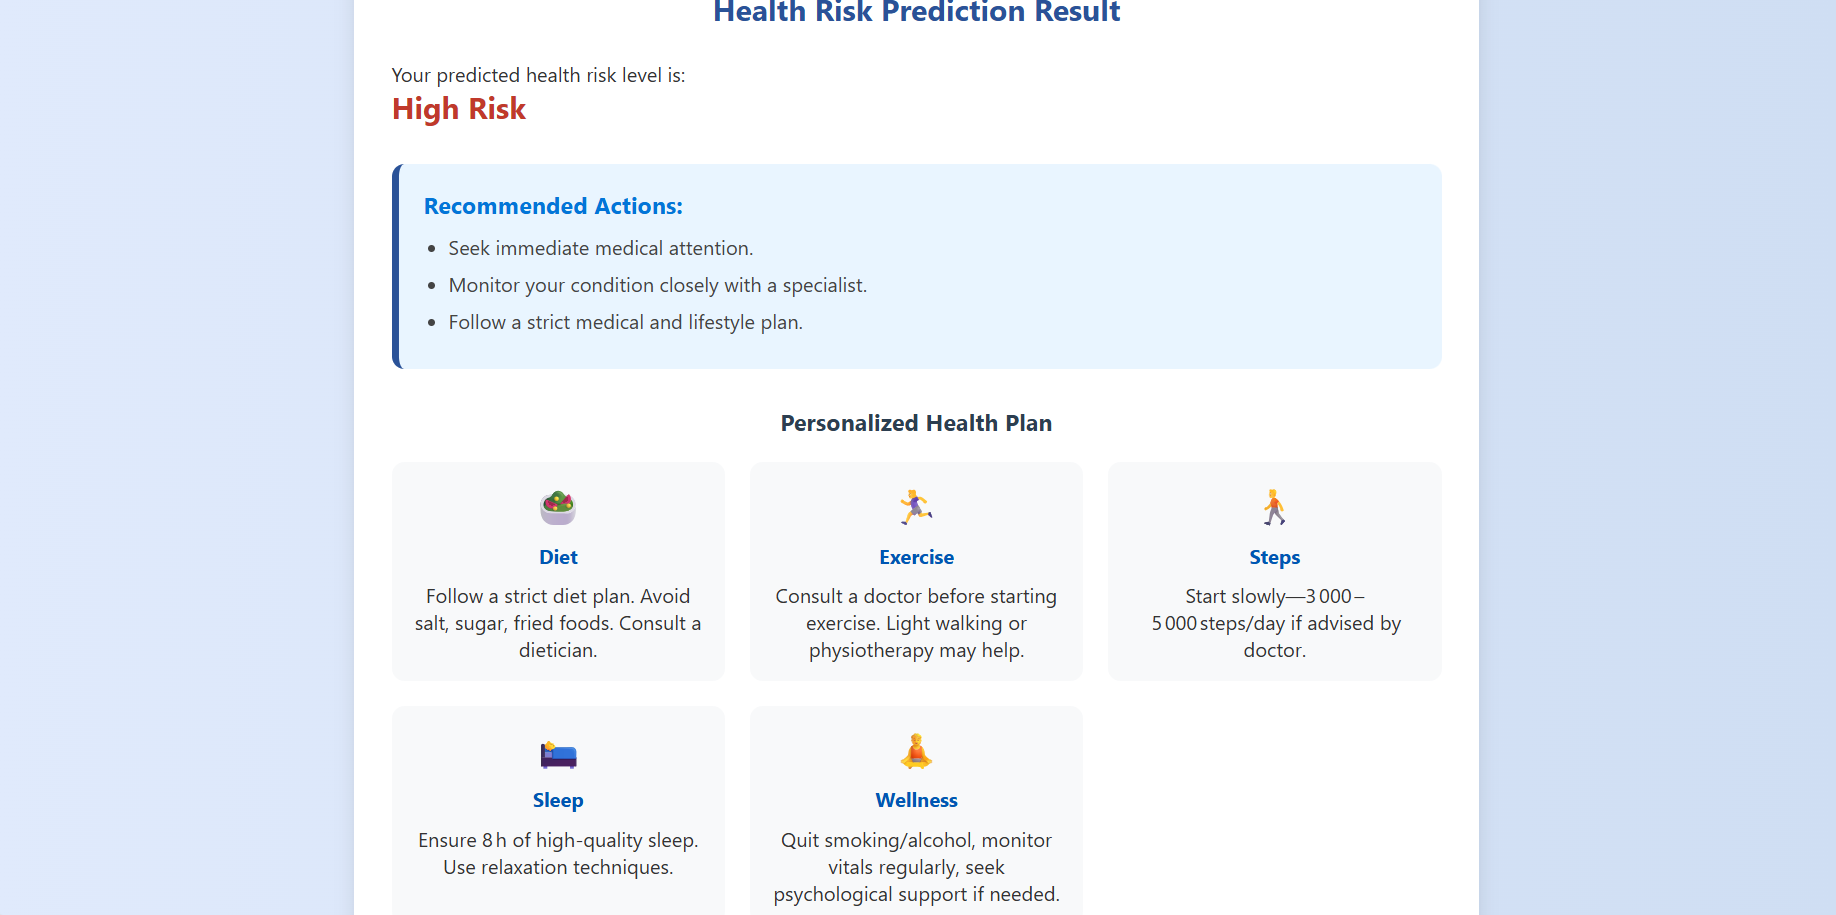 Health Risk Prediction Result
Your predicted health risk level is:
High Risk
Recommended Actions:
• Seek immediate medical attention.
• Monitor your condition closely with a specialist.
• Follow a strict medical and lifestyle plan.
Personalized Health Plan
Diet
Follow a strict diet plan. Avoid
salt, sugar, fried foods. Consult a
dietician.
Exercise
Consult a doctor before starting
exercise. Light walking or
physiotherapy may help.
Steps
Start slowly—3 000–
5 000 steps/day if advised by
doctor.
Sleep
Ensure 8 h of high-quality sleep.
Use relaxation techniques.
Wellness
Quit smoking/alcohol, monitor
vitals regularly, seek
psychological support if needed.